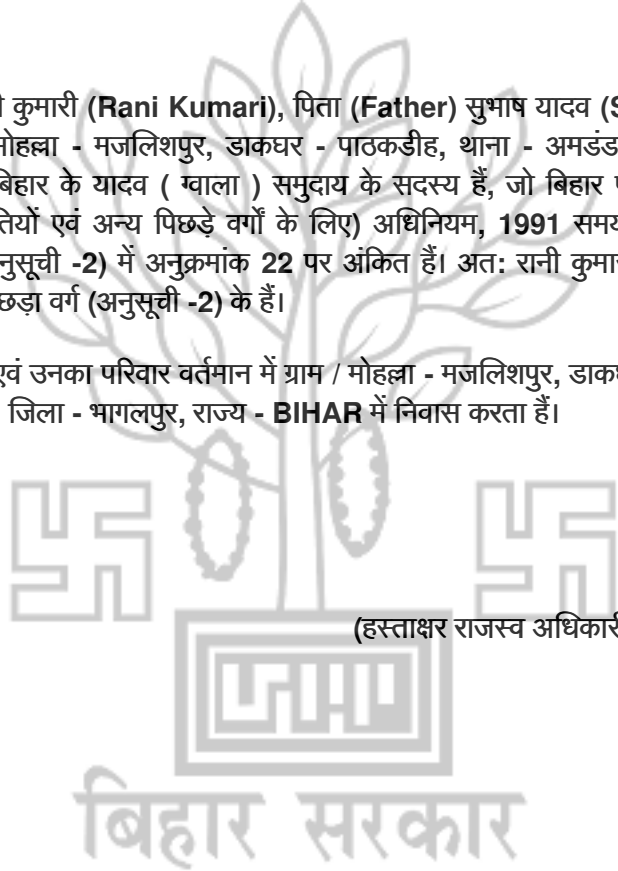 कुमारी (Rani Kumari), पिता (Father) सुभाष यादव (S
मोहल्ला - मजलिशपुर, डाकघर - पाठकडीह, थाना - अमडंड
बिहार के यादव ( ग्वाला ) समुदाय के सदस्य हैं, जो बिहार
एवं अन्य पिछड़े वर्गों के लिए) अधिनियम, 1991
-2) में अनुक्रमांक 22 पर अंकित हैं। अत: रानी कुमार
वर्ग (अनुसूची -2) के हैं।
एवं उनका परिवार वर्तमान में ग्राम / मोहल्ला - मजलिशपुर, डाकघ
जिला - भागलपुर, राज्य - BIHAR में निवास करता हैं।
(हस्ताक्षर राजस्व अधिकारी
बिहार सरकार